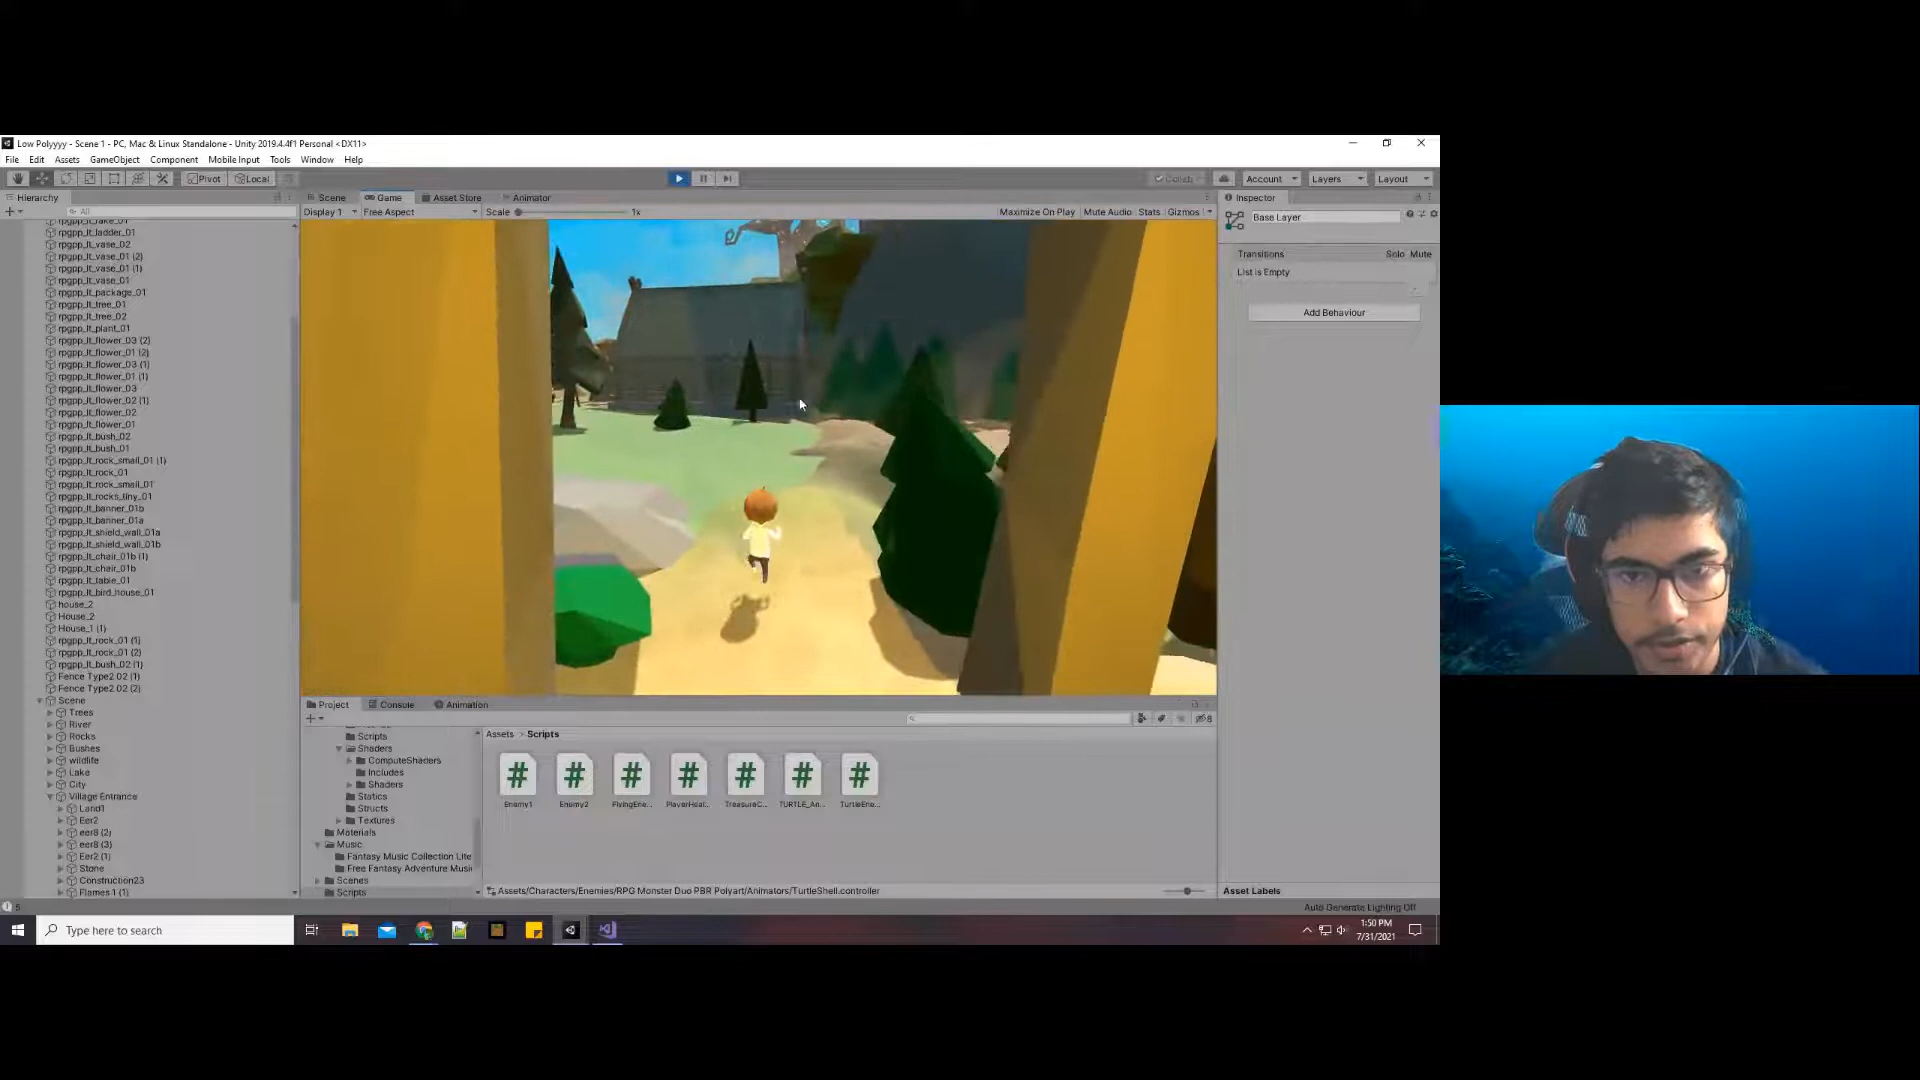 Low Polyyyy - Scene 1 - PC, Mac & Linux Standalone - Unity 2019.4.4f1 Personal <DX11>
File Edit Assets GameObject Component Mobile Input Tools Window Help
Pivot Local Collab Account Layers Layout
Hierarchy
All
rpgpp_lt_rake_01
rpgpp_lt_ladder_01
rpgpp_lt_vase_02
rpgpp_lt_vase_01 (2)
rpgpp_lt_vase_01 (1)
rpgpp_lt_vase_01
rpgpp_lt_package_01
rpgpp_lt_tree_01
rpgpp_lt_tree_02
rpgpp_lt_plant_01
rpgpp_lt_flower_03 (2)
rpgpp_lt_flower_01 (2)
rpgpp_lt_flower_03 (1)
rpgpp_lt_flower_01 (1)
rpgpp_lt_flower_03
rpgpp_lt_flower_02 (1)
rpgpp_lt_flower_02
rpgpp_lt_flower_01
rpgpp_lt_bush_02
rpgpp_lt_bush_01
rpgpp_lt_rock_small_01 (1)
rpgpp_lt_rock_01
rpgpp_lt_rock_small_01
rpgpp_lt_rocks_tiny_01
rpgpp_lt_banner_01b
rpgpp_lt_banner_01a
rpgpp_lt_shield_wall_01a
rpgpp_lt_shield_wall_01b
rpgpp_lt_chair_01b (1)
rpgpp_lt_chair_01b
rpgpp_lt_table_01
rpgpp_lt_bird_house_01
house_2
House_2
House_1 (1)
rpgpp_lt_rock_01 (1)
rpgpp_lt_rock_01 (2)
rpgpp_lt_bush_02 (1)
Fence Type2 02 (1)
Fence Type2 02 (2)
Scene
Trees
River
Rocks
Bushes
wildlife
Lake
City
Village Entrance
Land1
Eer2
eer8 (2)
eer8 (3)
Eer2 (1)
Stone
Construction23
Flames 1 (1)
Scene Game Asset Store Animator
Display 1 Free Aspect Scale 1x Maximize On Play Mute Audio Stats Gizmos
Project Console Animation
8
Scripts
Shaders
ComputeShaders
Includes
Shaders
Statics
Structs
Textures
Materials
Music
Fantasy Music Collection Lite
Free Fantasy Adventure Musi
Scenes
Scripts
Assets > Scripts
#
#
#
#
#
#
#
Enemy1 Enemy2 FlyingEne... PlayerHeal... TreasureC... TURTLE_An... TurtleEne...
Assets/Characters/Enemies/RPG Monster Duo PBR Polyart/Animators/TurtleShell.controller
Inspector
Base Layer
Transitions Solo Mute
List is Empty
Add Behaviour
Asset Labels
Auto Generate Lighting Off
5
Type here to search
1:50 PM
7/31/2021